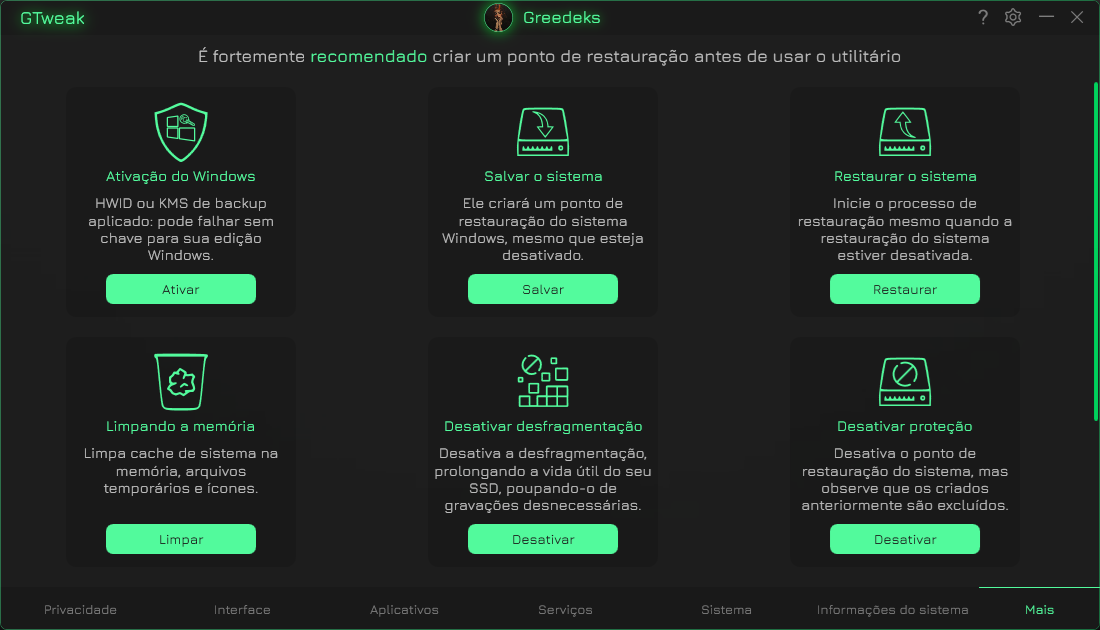 GTweak
Greedeks
?
É fortemente recomendado criar um ponto de restauração antes de usar o utilitário
Ativação do Windows
HWID ou KMS de backup
aplicado: pode falhar sem
chave para sua edição
Windows.
Ativar
Salvar o sistema
Ele criará um ponto de
restauração do sistema
Windows, mesmo que esteja
desativado.
Salvar
Restaurar o sistema
Inicie o processo de
restauração mesmo quando a
restauração do sistema
estiver desativada.
Restaurar
Limpando a memória
Limpa cache de sistema na
memória, arquivos
temporários e ícones.
Limpar
Desativar desfragmentação
Desativa a desfragmentação,
prolongando a vida útil do seu
SSD, poupando-o de
gravações desnecessárias.
Desativar
Desativar proteção
Desativa o ponto de
restauração do sistema, mas
observe que os criados
anteriormente são excluídos.
Desativar
Privacidade
Interface
Aplicativos
Serviços
Sistema
Informações do sistema
Mais